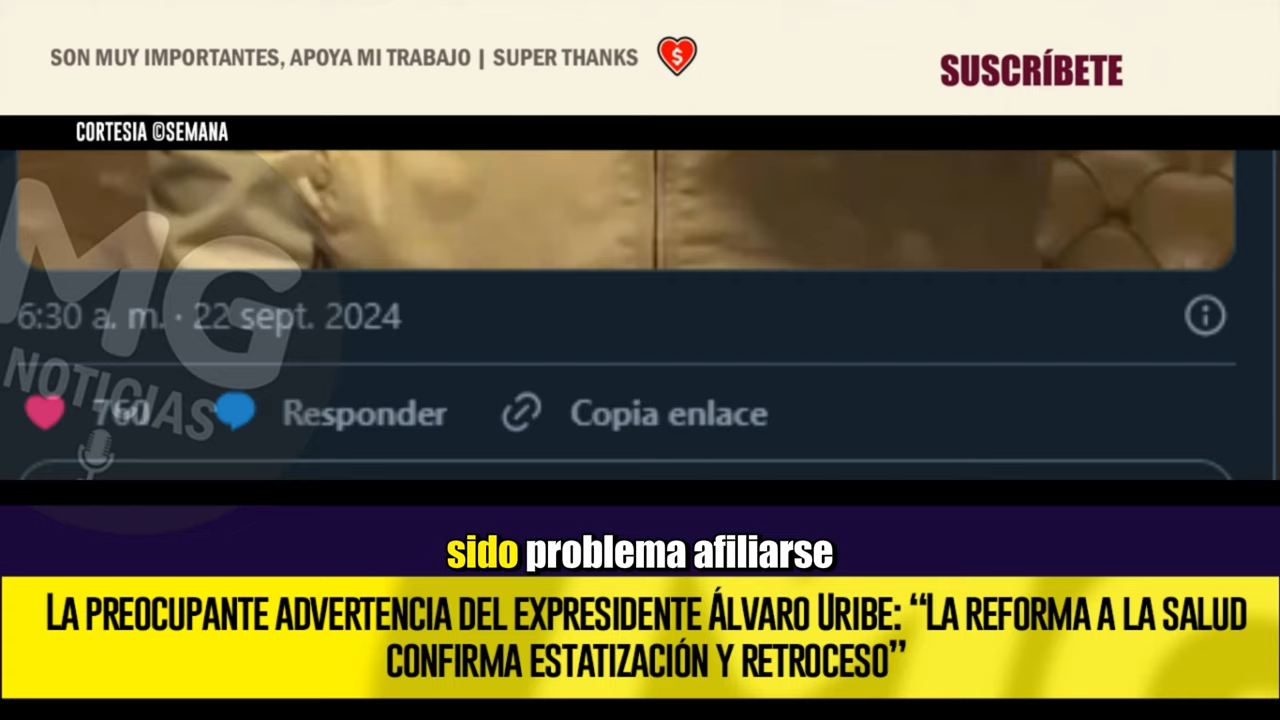 SON MUY IMPORTANTES, APOYA MI TRABAJO | SUPER THANKS
SUSCRÍBETE
CORTESIA ©SEMANA
MG
NOTICIAS
6:30 a. m. · 22 sept. 2024
760 Responder Copia enlace
sido problema afiliarse
LA PREOCUPANTE ADVERTENCIA DEL EXPRESIDENTE ÁLVARO URIBE: “LA REFORMA A LA SALUD
CONFIRMA ESTATIZACIÓN Y RETROCESO”